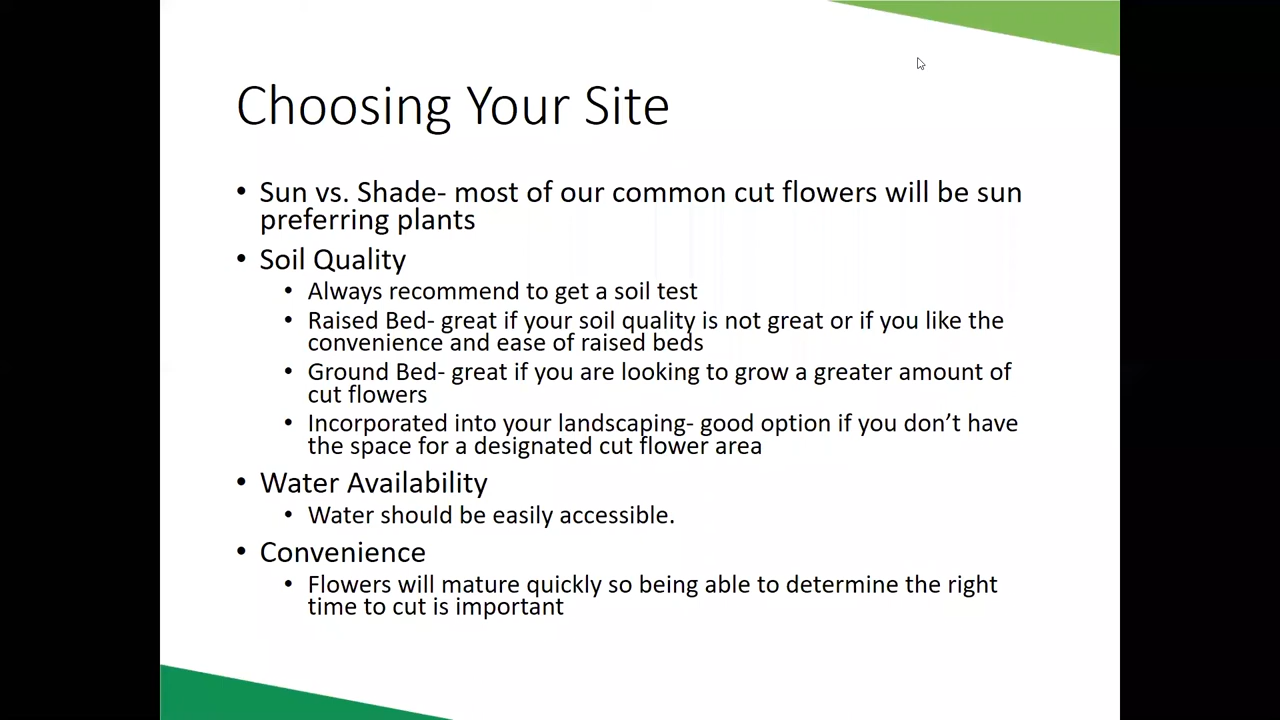 Choosing Your Site
• Sun vs. Shade- most of our common cut flowers will be sun
preferring plants
• Soil Quality
• Always recommend to get a soil test
• Raised Bed- great if your soil quality is not great or if you like the
convenience and ease of raised beds
• Ground Bed- great if you are looking to grow a greater amount of
cut flowers
• Incorporated into your landscaping- good option if you don’t have
the space for a designated cut flower area
• Water Availability
• Water should be easily accessible.
• Convenience
• Flowers will mature quickly so being able to determine the right
time to cut is important